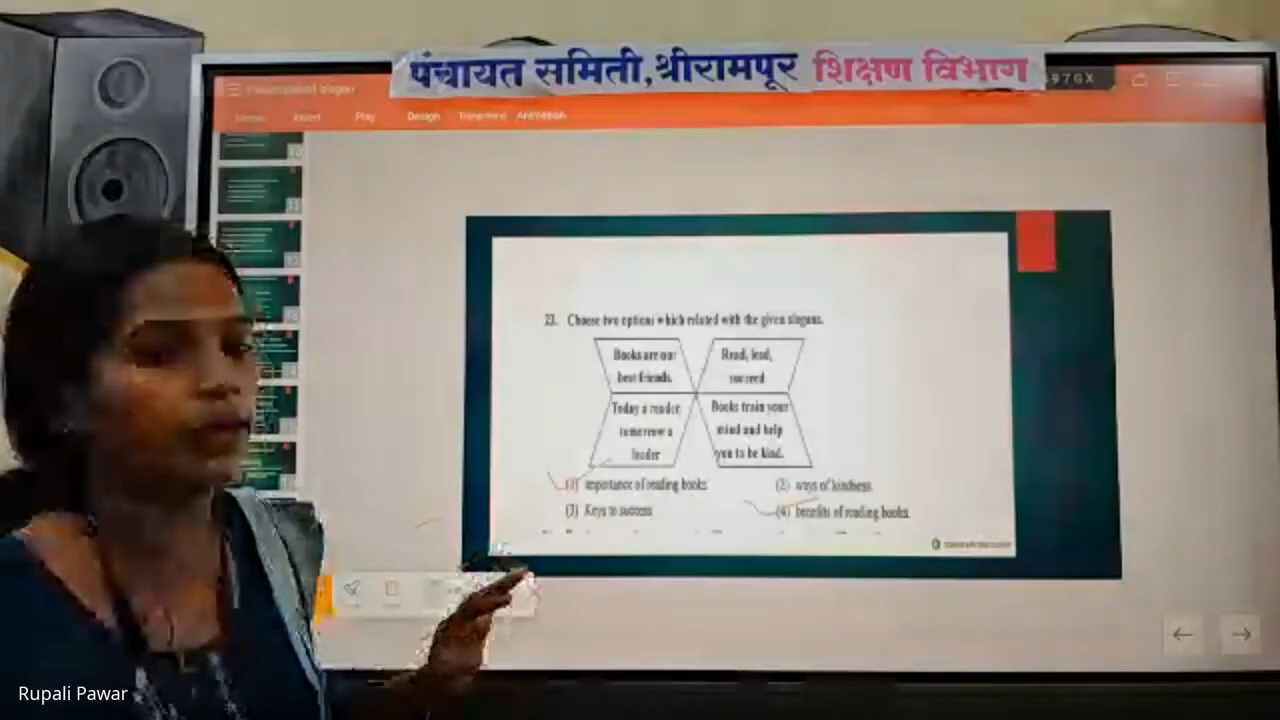 पंचायत समिती,श्रीरामपूर शिक्षण विभाग
97GX
Insert Play Design Animation
23. Choose two options which related with the given slogans.
Books are our
best friends.
Read, lead,
succeed
Today a reader,
tomorrow a
leader
Books train your
mind and help
you to be kind.
(1) importance of reading books (2) ways of kindness
(3) Keys to success (4) benefits of reading books.
Rupali Pawar